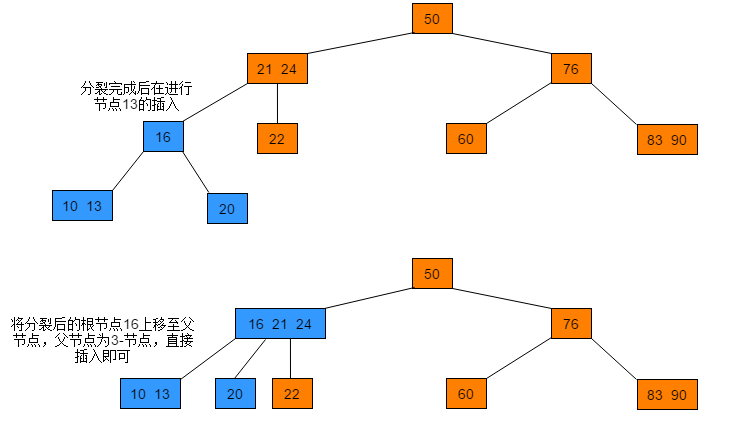 50
21 24
76
分裂完成后在进行
节点13的插入
16
22
60
83 90
10 13
20
50
将分裂后的根节点16上移至父
节点，父节点为3-节点，直接
插入即可
16 21 24
76
10 13
20
22
60
83 90